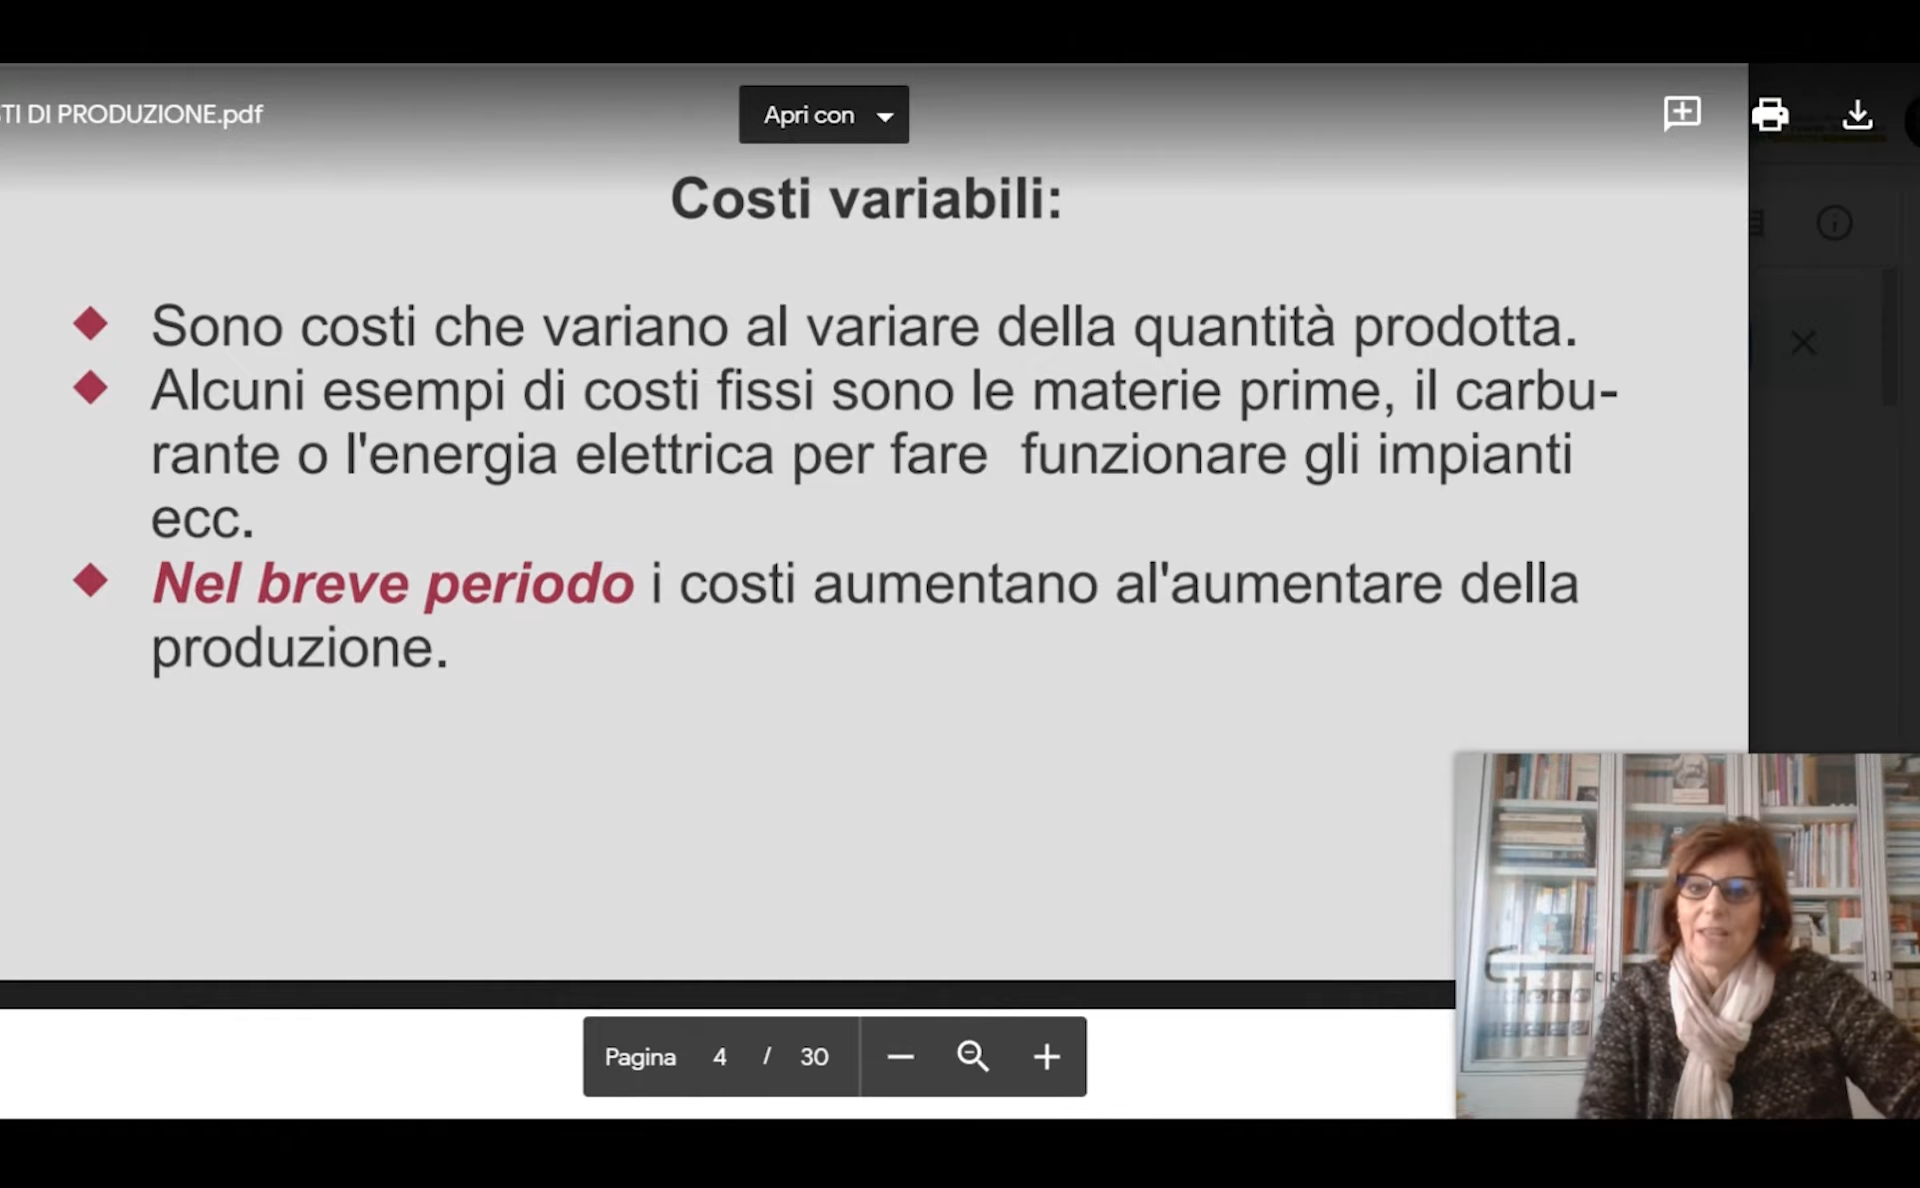 TI DI PRODUZIONE.pdf
Apri con
Costi variabili:
Sono costi che variano al variare della quantità prodotta.
Alcuni esempi di costi fissi sono le materie prime, il carbu-
rante o l'energia elettrica per fare  funzionare gli impianti
ecc.
Nel breve periodo i costi aumentano al'aumentare della
produzione.
Pagina 4 / 30